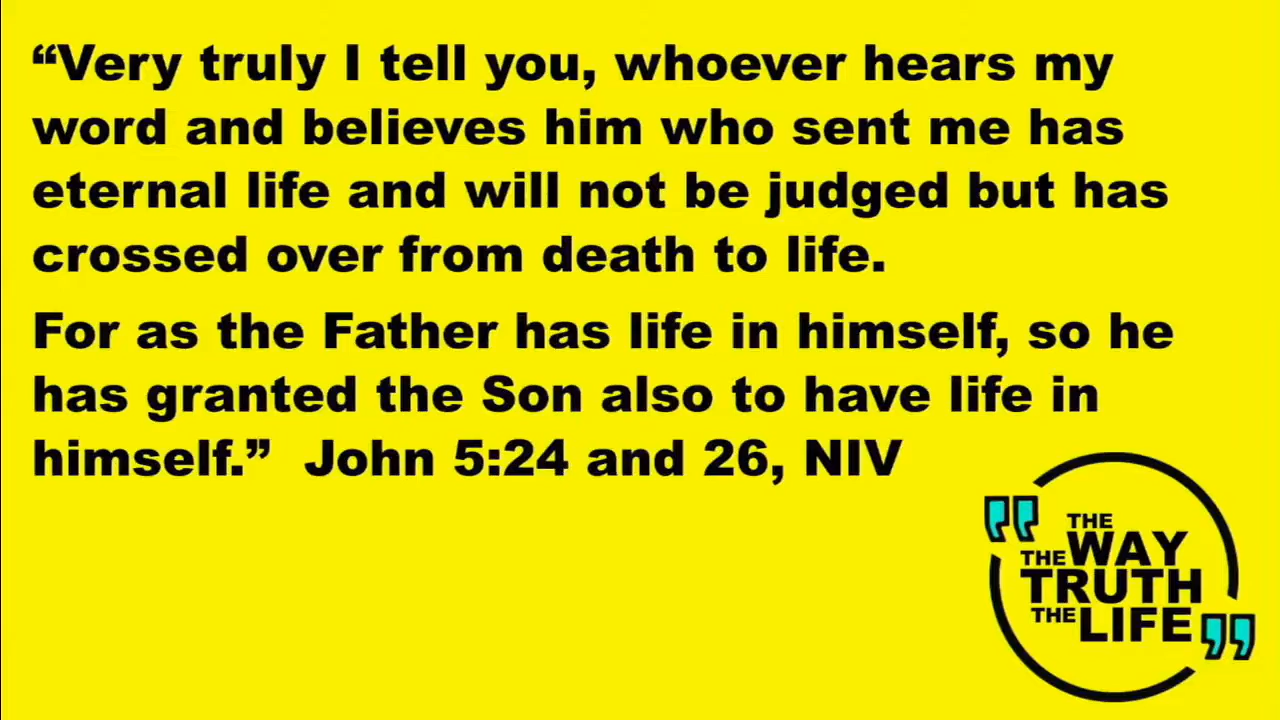 “Very truly I tell you, whoever hears my
word and believes him who sent me has
eternal life and will not be judged but has
crossed over from death to life.
For as the Father has life in himself, so he
has granted the Son also to have life in
himself.”  John 5:24 and 26, NIV
"
THE
THE WAY
TRUTH
THE LIFE
"